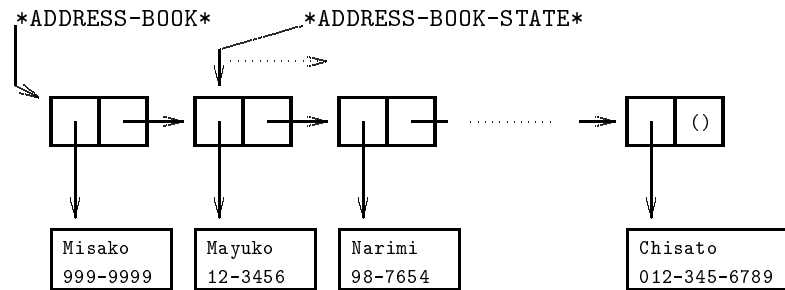 *ADDRESS-BOOK*
*ADDRESS-BOOK-STATE*
()
Misako
999-9999
Mayuko
12-3456
Narimi
98-7654
Chisato
012-345-6789